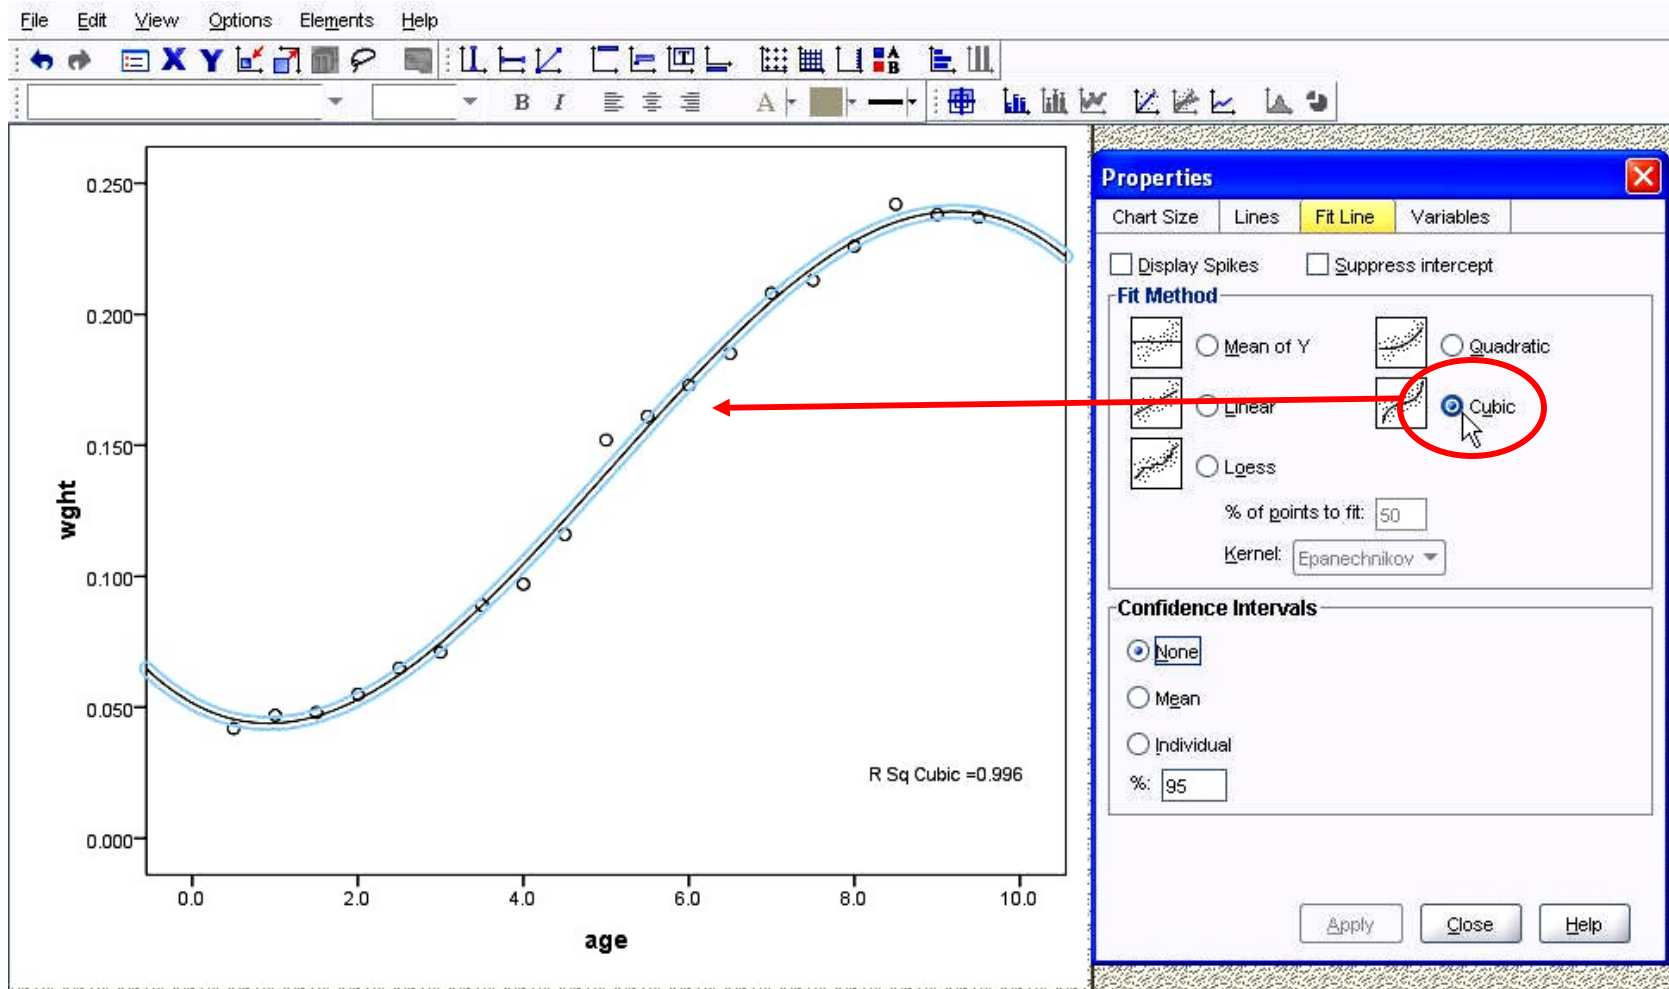 File Edit View Options Elements Help
X Y T A B
B I A
0.250
0.200
0.150
0.100
0.050
0.000
wght
R Sq Cubic =0.996
0.0 2.0 4.0 6.0 8.0 10.0
age
Properties
Chart Size Lines Fit Line Variables
Display Spikes Suppress intercept
Fit Method
Mean of Y Quadratic
Linear Cubic
Loess
% of points to fit: 50
Kernel: Epanechnikov
Confidence Intervals
None
Mean
Individual
%: 95
Apply Close Help